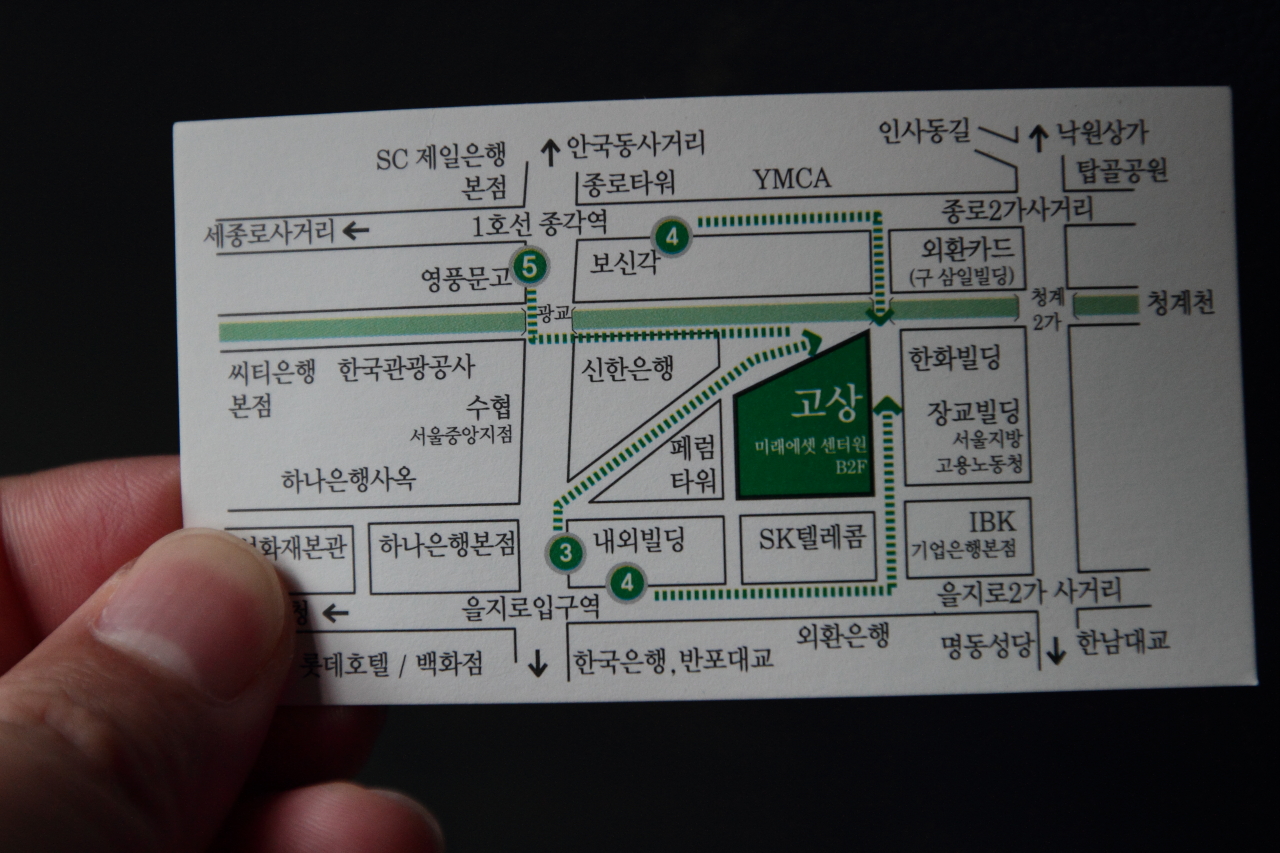 SC 제일은행
본점
안국동사거리
종로타워
YMCA
인사동길
낙원상가
탑골공원
세종로사거리
1호선 종각역
4
종로2가사거리
영풍문고
5
보신각
외환카드
(구 삼일빌딩)
광교
청계
2가
청계천
씨티은행
본점
한국관광공사
수협
서울중앙지점
하나은행사옥
신한은행
페럼
타워
고상
미래에셋 센터원
B2F
한화빌딩
장교빌딩
서울지방
고용노동청
하나은행본점
3
내외빌딩
SK텔레콤
IBK
기업은행본점
4
을지로입구역
을지로2가 사거리
롯데호텔 / 백화점
한국은행, 반포대교
외환은행
명동성당
한남대교